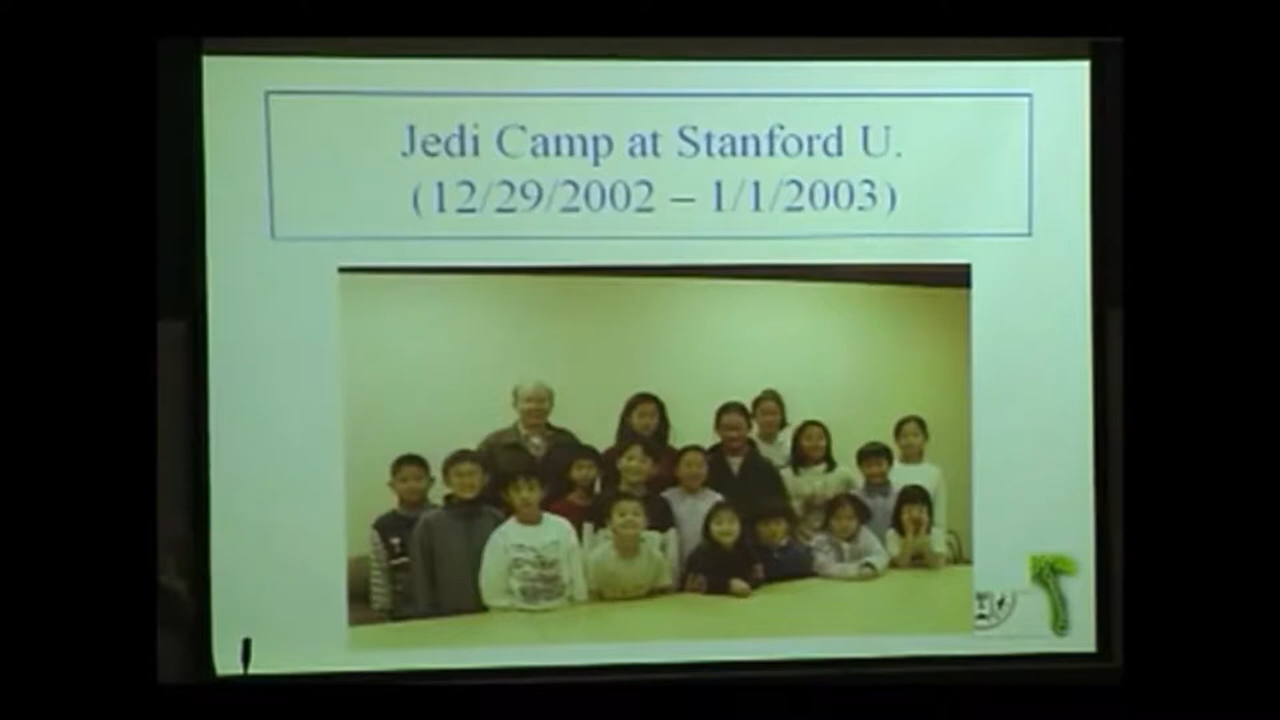 Jedi Camp at Stanford U.
(12/29/2002 – 1/1/2003)